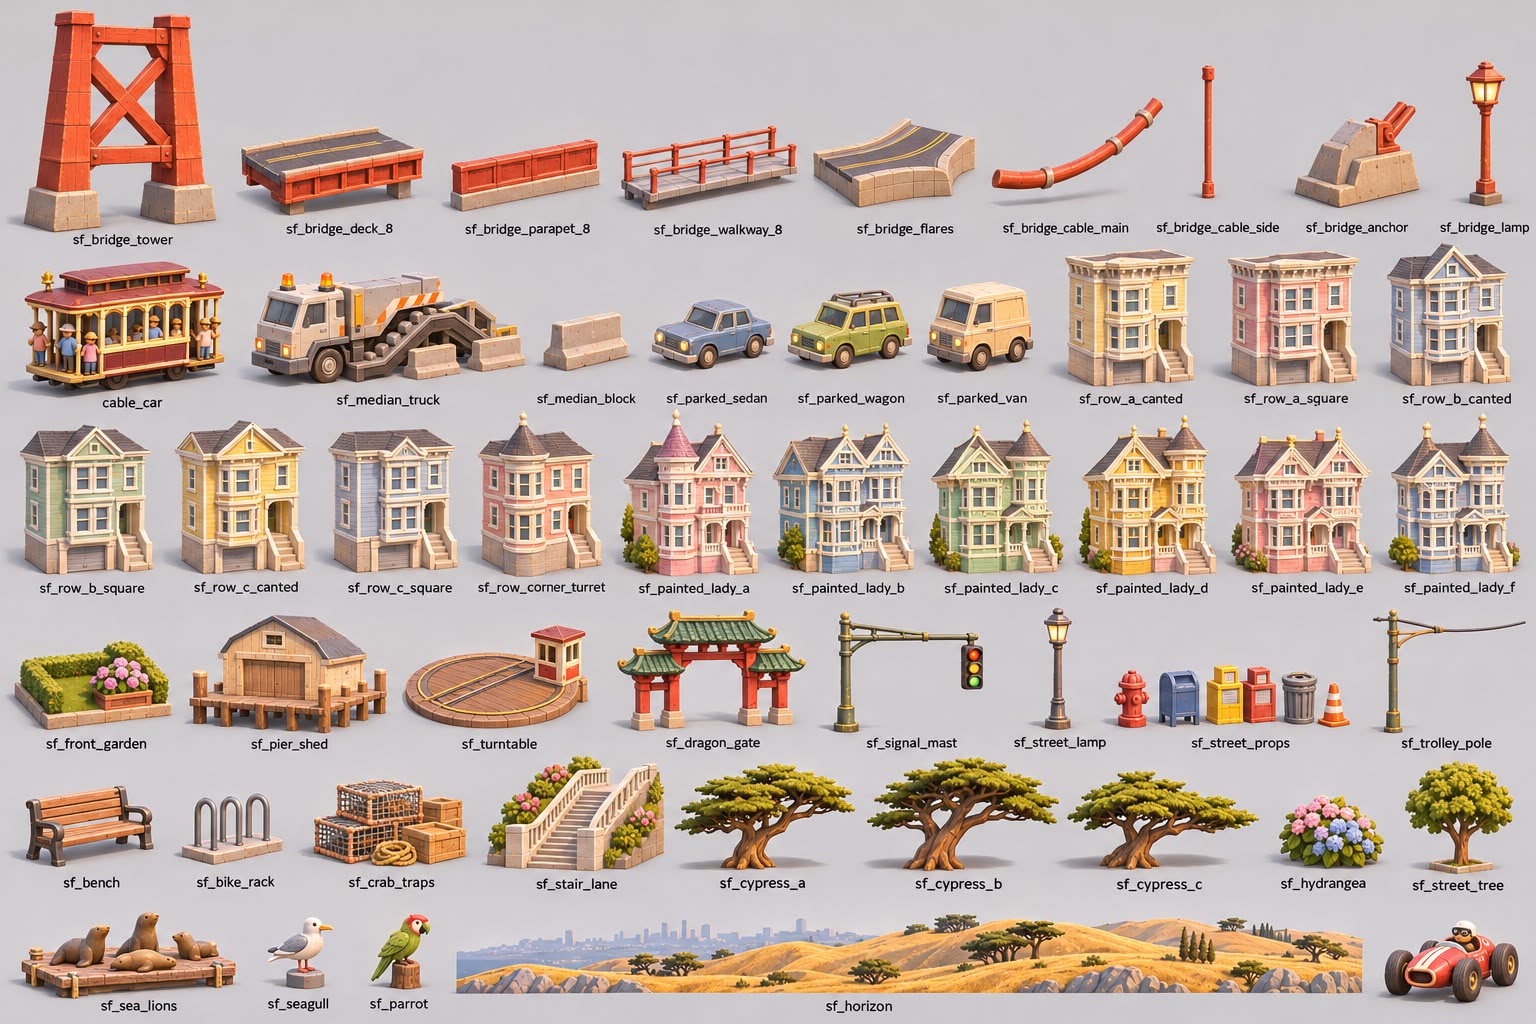 sf_bridge_tower
sf_bridge_deck_8
sf_bridge_parapet_8
sf_bridge_walkway_8
sf_bridge_flares
sf_bridge_cable_main
sf_bridge_cable_side
sf_bridge_anchor
sf_bridge_lamp
cable_car
sf_median_truck
sf_median_block
sf_parked_sedan
sf_parked_wagon
sf_parked_van
sf_row_a_canted
sf_row_a_square
sf_row_b_canted
sf_row_b_square
sf_row_c_canted
sf_row_c_square
sf_row_corner_turret
sf_painted_lady_a
sf_painted_lady_b
sf_painted_lady_c
sf_painted_lady_d
sf_painted_lady_e
sf_painted_lady_f
sf_front_garden
sf_pier_shed
sf_turntable
sf_dragon_gate
sf_signal_mast
sf_street_lamp
sf_street_props
sf_trolley_pole
sf_bench
sf_bike_rack
sf_crab_traps
sf_stair_lane
sf_cypress_a
sf_cypress_b
sf_cypress_c
sf_hydrangea
sf_street_tree
sf_sea_lions
sf_seagull
sf_parrot
sf_horizon